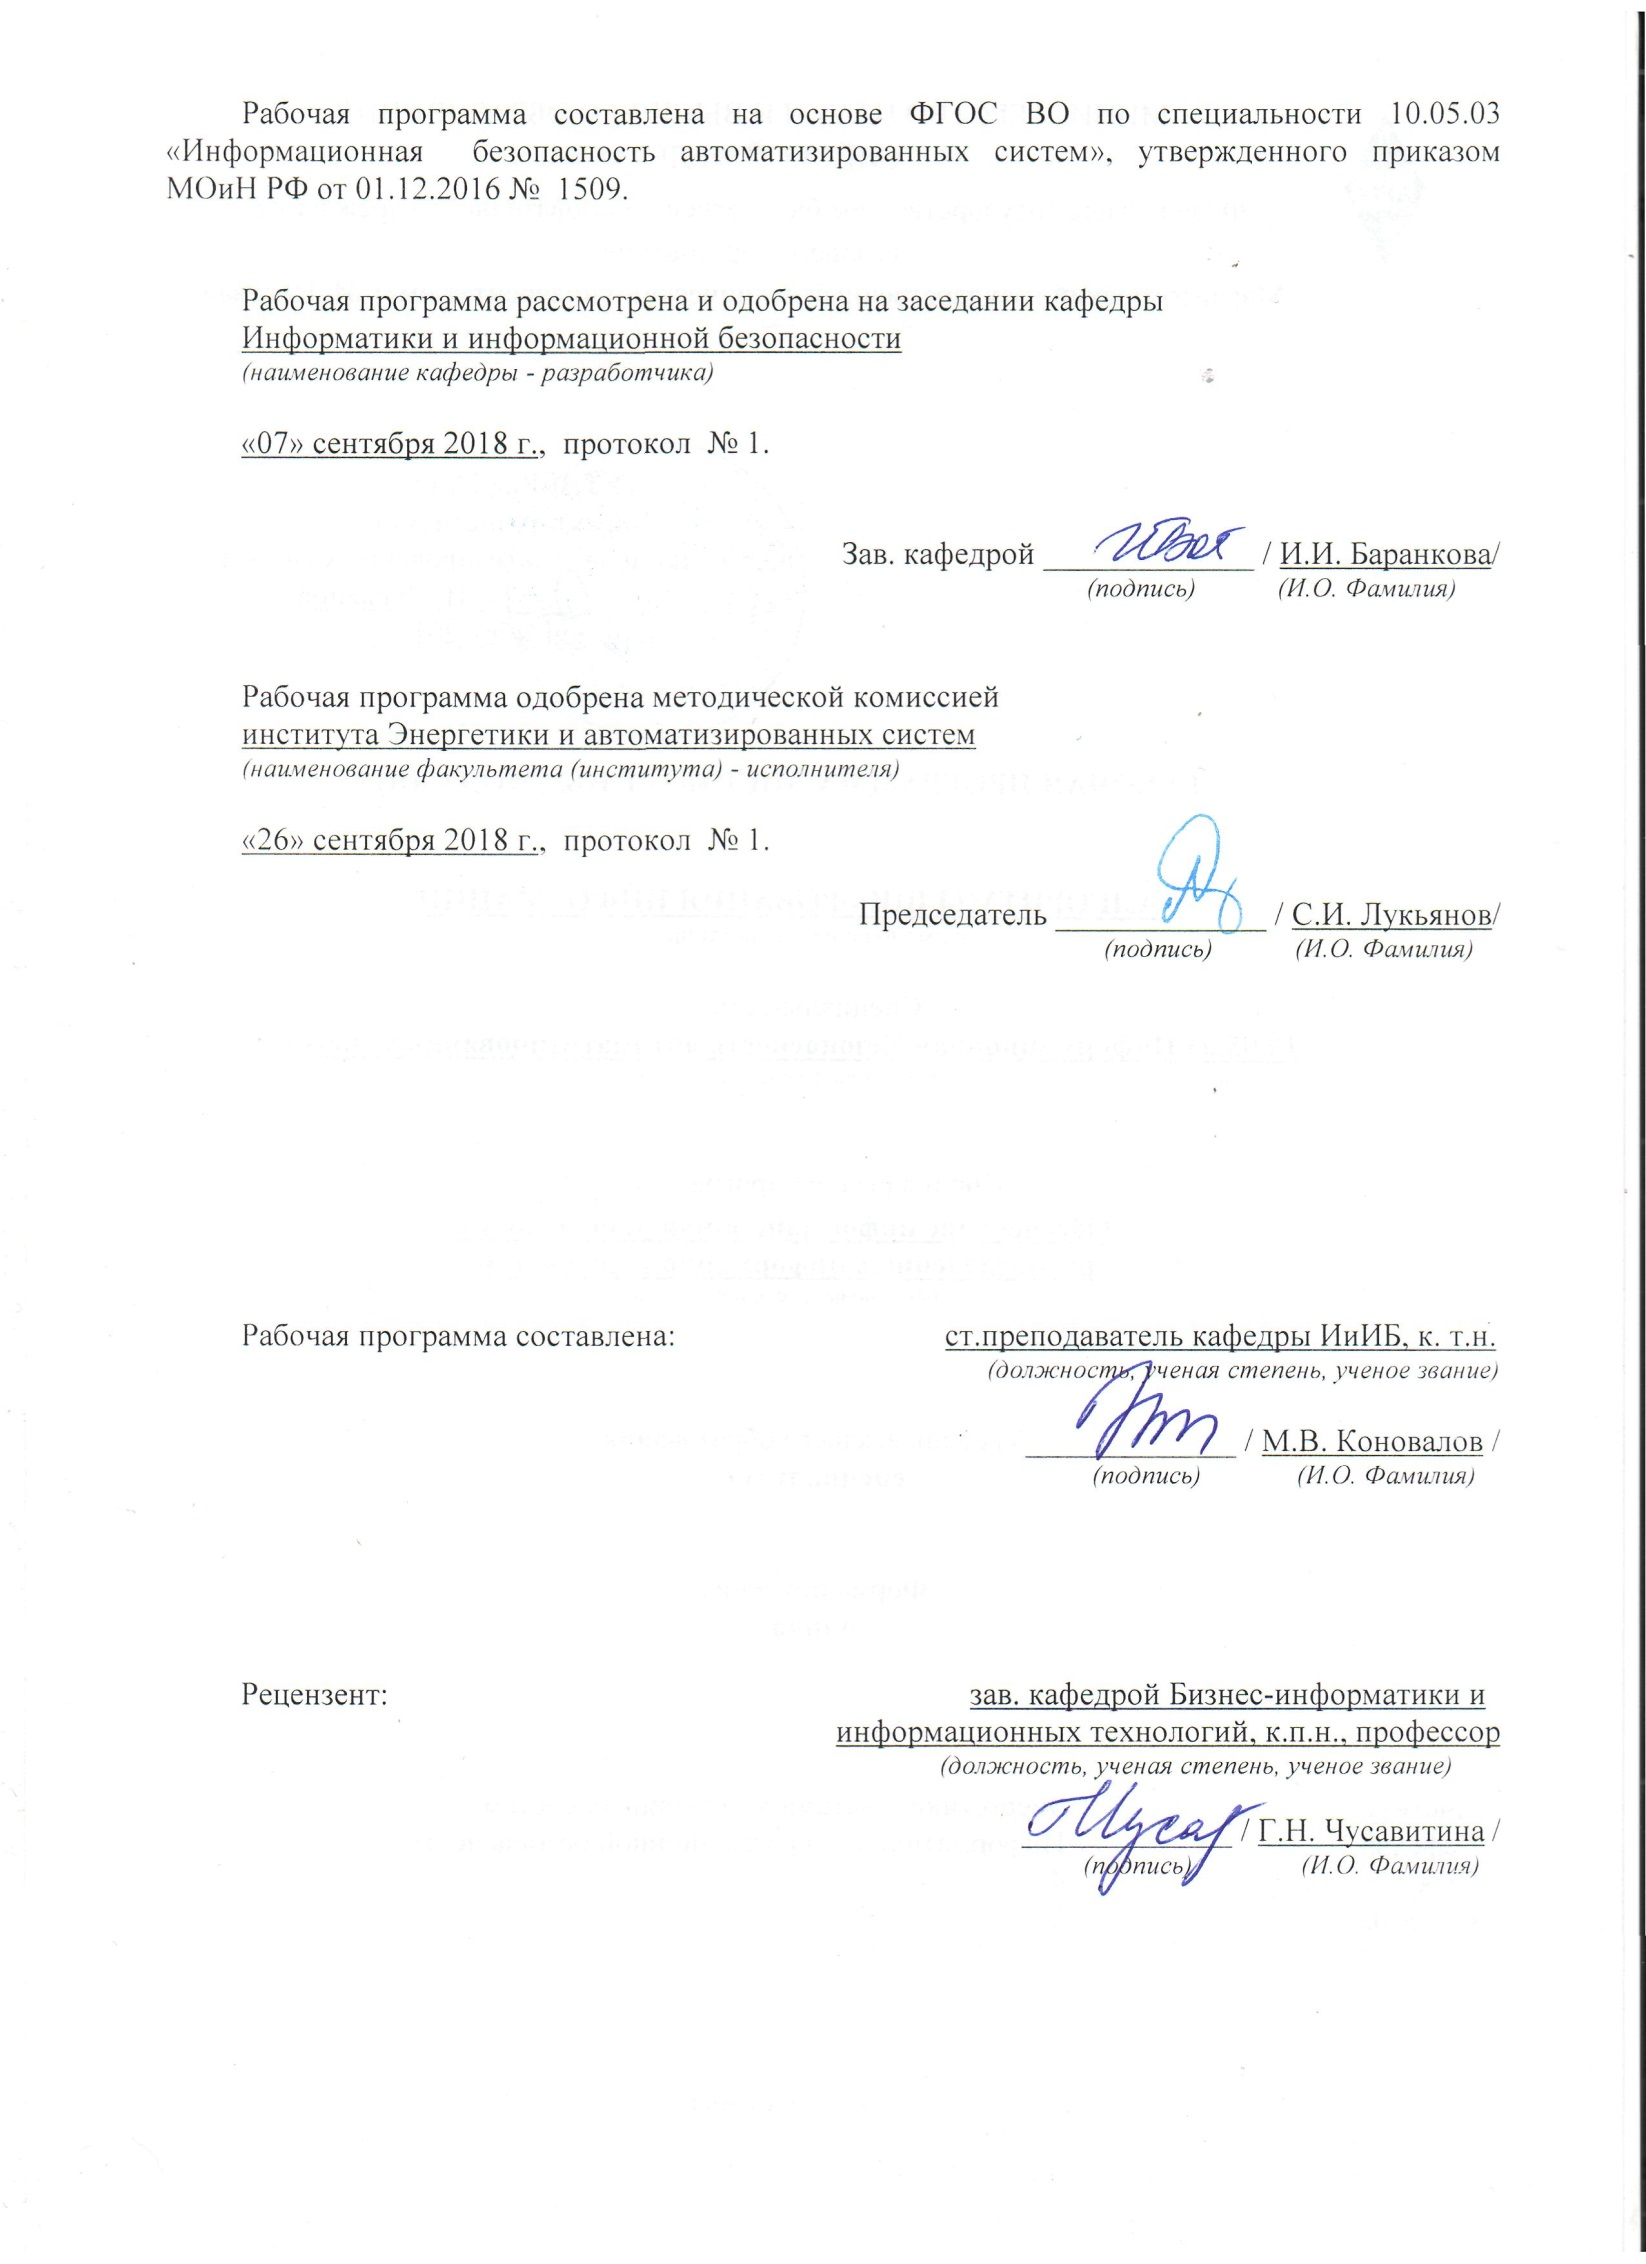 Рабочая программа составлена на основе ФГОС ВО по специальности 10.05.03
«Информационная безопасность автоматизированных систем», утвержденного приказом
МОиН РФ от 01.12.2016 № 1509.
Рабочая программа рассмотрена и одобрена на заседании кафедры
Информатики и информационной безопасности
(наименование кафедры - разработчика)
«07» сентября 2018 г., протокол № 1.
Зав. кафедрой _____________ / И.И. Баранкова/
(подпись) (И.О. Фамилия)
Рабочая программа одобрена методической комиссией
института Энергетики и автоматизированных систем
(наименование факультета (института) - исполнителя)
«26» сентября 2018 г., протокол № 1.
Председатель _____________ / С.И. Лукьянов/
(подпись) (И.О. Фамилия)
Рабочая программа составлена: ст.преподаватель кафедры ИиИБ, к. т.н.
(должность, ученая степень, ученое звание)
_____________ / М.В. Коновалов /
(подпись) (И.О. Фамилия)
Рецензент: зав. кафедрой Бизнес-информатики и
информационных технологий, к.п.н., профессор
(должность, ученая степень, ученое звание)
_____________ / Г.Н. Чусавитина /
(подпись) (И.О. Фамилия)